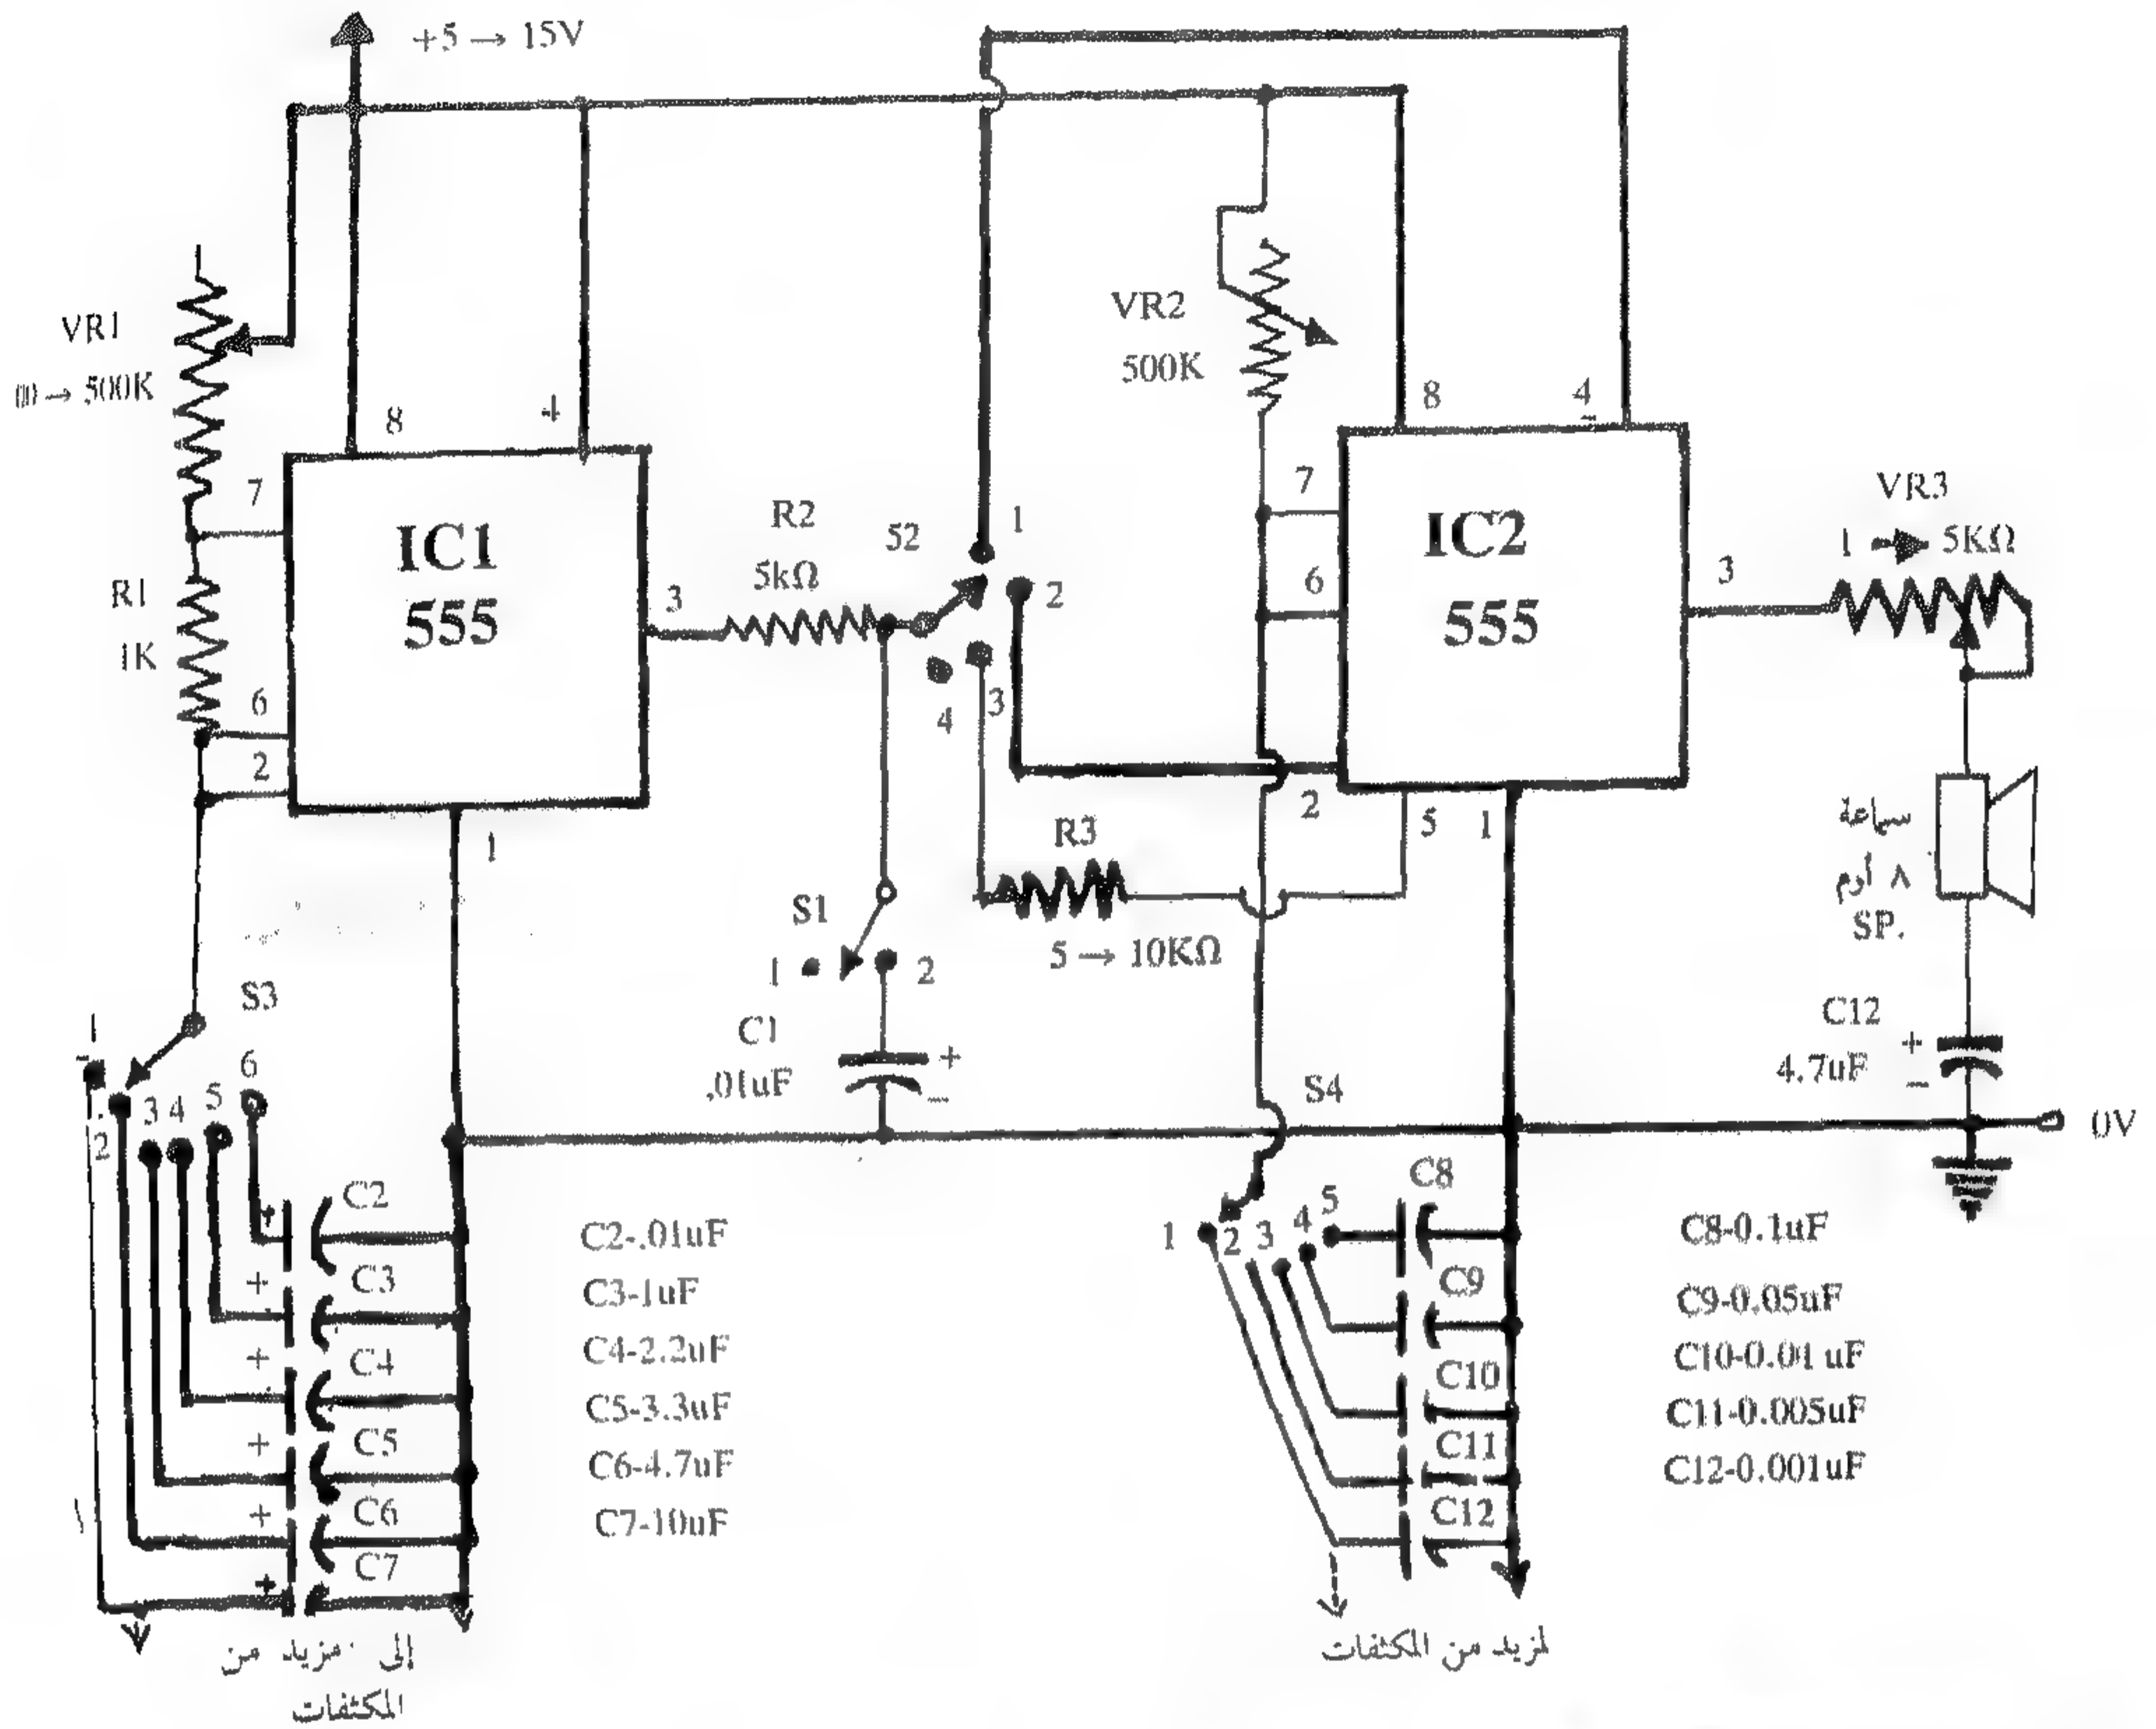 +5 → 15V
VR1
→ 500K
8
4
7
IC1
555
R1
1K
6
2
1
3
R2
5kΩ
52
1
2
3
4
VR2
500K
8
4
7
6
IC2
555
3
2
5
1
VR3
1 → 5KΩ
R3
5 → 10KΩ
S1
1
2
C1
.01uF
+
−
سماعة
٨ أوم
SP.
C12
4.7uF
+
−
0V
S3
1
2
3
4
5
6
S4
1
2
3
4
5
+
C2
+
C3
+
C4
+
C5
+
C6
+
C7
C2-.01uF
C3-1uF
C4-2.2uF
C5-3.3uF
C6-4.7uF
C7-10uF
C8
C9
C10
C11
C12
C8-0.1uF
C9-0.05uF
C10-0.01 uF
C11-0.005uF
C12-0.001uF
إلى مزيد من
المكثفات
لمزيد من المكثفات